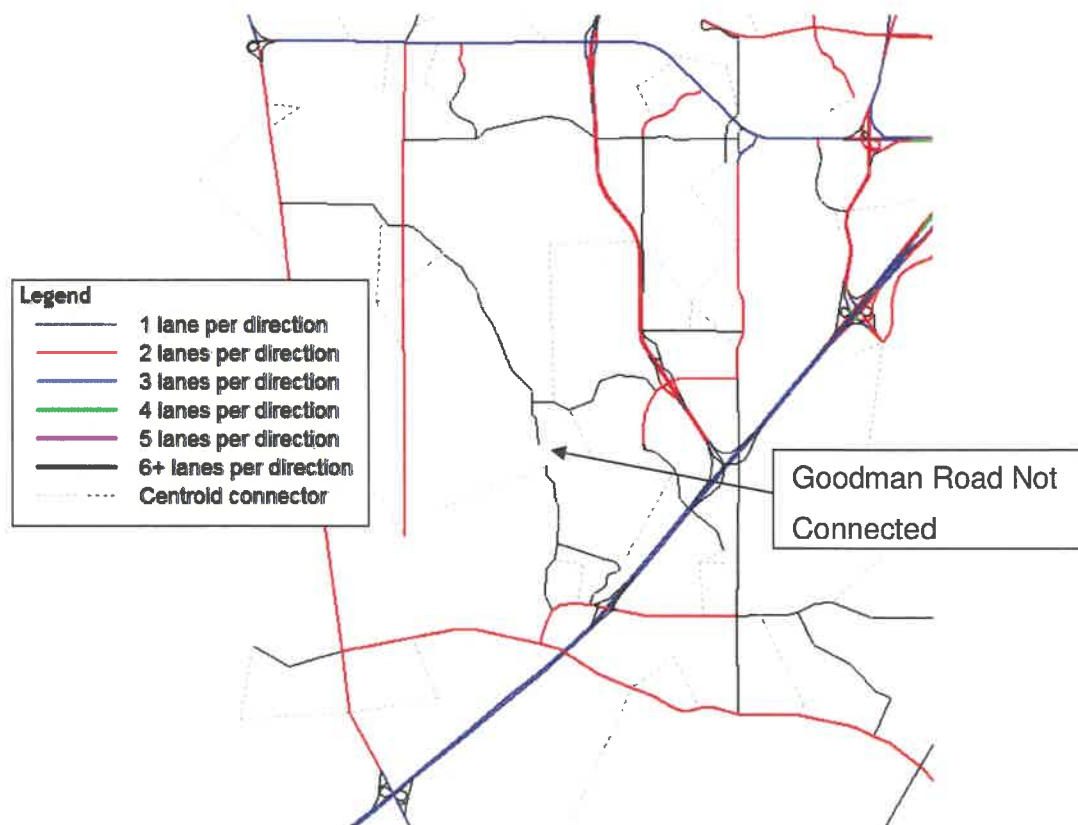 Legend
1 lane per direction
2 lanes per direction
3 lanes per direction
4 lanes per direction
5 lanes per direction
6+ lanes per direction
Centroid connector
Goodman Road Not
Connected